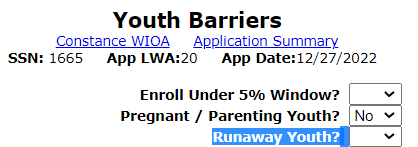 Youth Barriers
Constance WIOA Application Summary
SSN: 1665 App LWA:20 App Date:12/27/2022
Enroll Under 5% Window?
Pregnant / Parenting Youth? No
Runaway Youth?